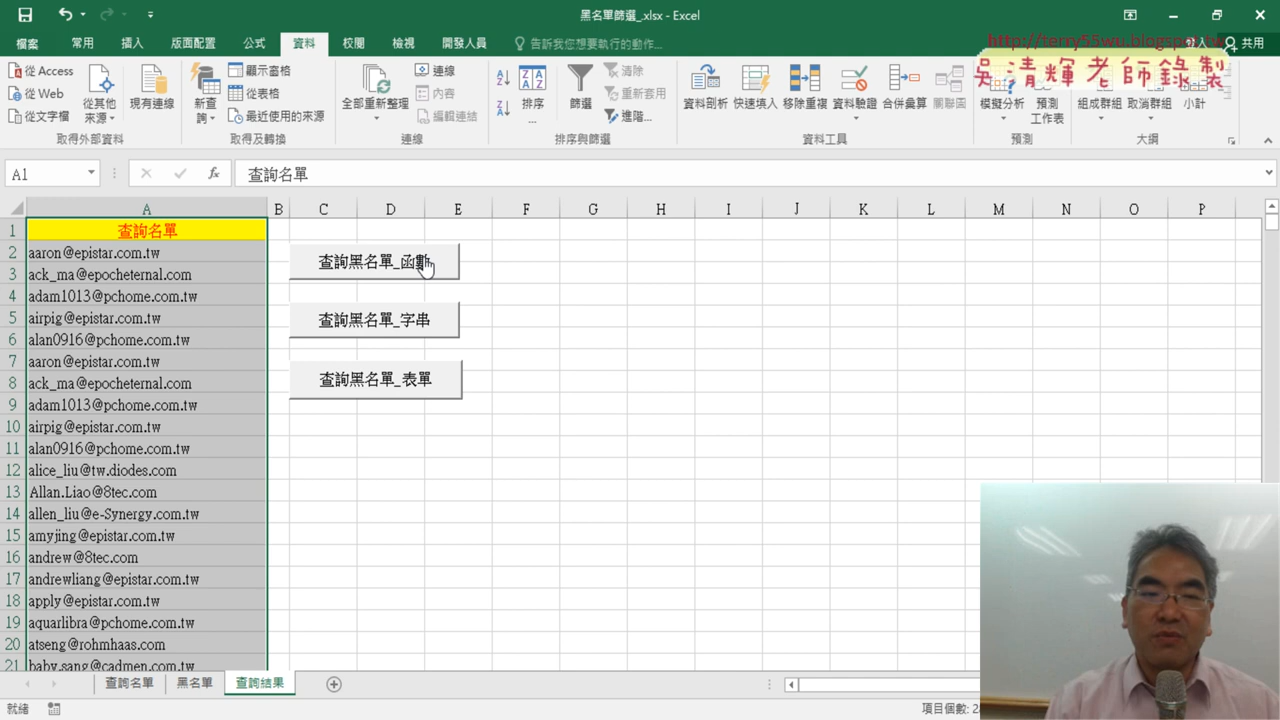 黑名單篩選_.xlsx - Excel
http://terry55wu.blogspot.tw
吳清輝老師錄製
檔案 常用 插入 版面配置 公式 資料 校閱 檢視 開發人員 告訴我您想要執行的動作... 共用
從 Access
從 Web
從文字檔
從其他來源
現有連線
取得外部資料
新查詢
顯示窗格
從表格
最近使用的來源
取得及轉換
全部重新整理
連線
內容
編輯連結
連線
排序...
篩選
清除
重新套用
進階...
排序與篩選
資料剖析 快速填入 移除重複 資料驗證 合併彙算 關聯圖
資料工具
模擬分析 預測工作表
預測
組成群組 取消群組 小計
大綱
A1 fx 查詢名單
A B C D E F G H I J K L M N O P
1 查詢名單
2 aaron@epistar.com.tw
3 ack_ma@epocheternal.com
4 adam1013@pchome.com.tw
5 airpig@epistar.com.tw
6 alan0916@pchome.com.tw
7 aaron@epistar.com.tw
8 ack_ma@epocheternal.com
9 adam1013@pchome.com.tw
10 airpig@epistar.com.tw
11 alan0916@pchome.com.tw
12 alice_liu@tw.diodes.com
13 Allan.Liao@8tec.com
14 allen_liu@e-Synergy.com.tw
15 amyjing@epistar.com.tw
16 andrew@8tec.com
17 andrewliang@epistar.com.tw
18 apply@epistar.com.tw
19 aquarlibra@pchome.com.tw
20 atseng@rohmhaas.com
21 baby.sang@cadmen.com.tw
查詢黑名單_函數
查詢黑名單_字串
查詢黑名單_表單
查詢名單 黑名單 查詢結果
就緒
項目個數: